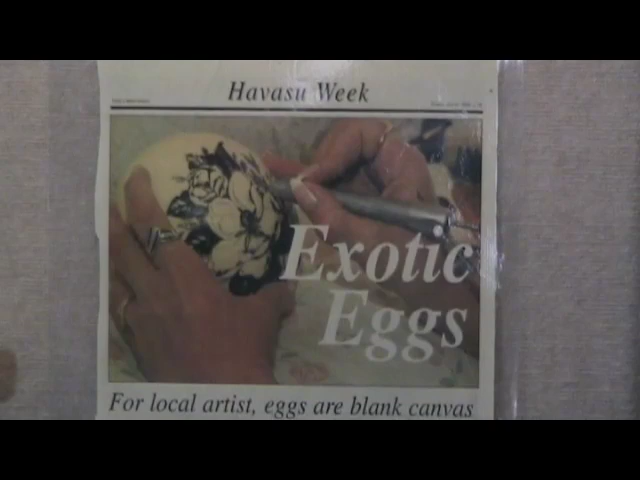 Havasu Week
Exotic
Eggs
For local artist, eggs are blank canvas